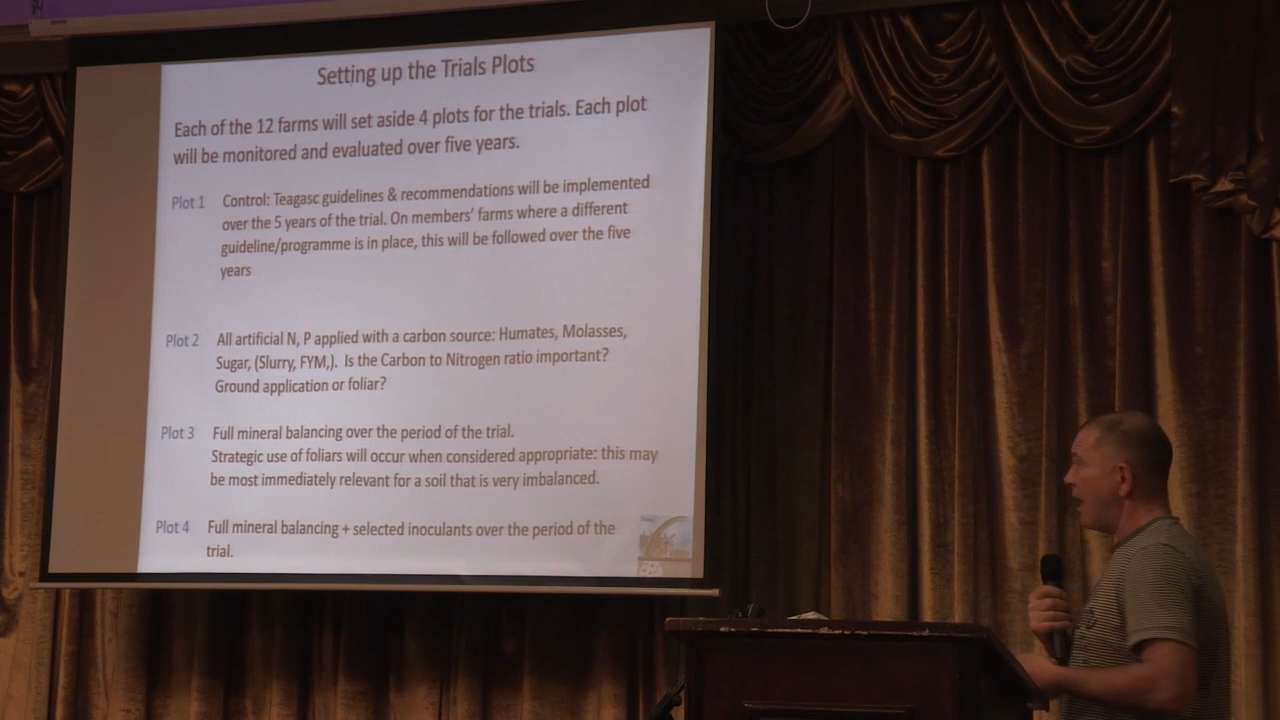 Setting up the Trials Plots
Each of the 12 farms will set aside 4 plots for the trials. Each plot
will be monitored and evaluated over five years.
Plot 1 Control: Teagasc guidelines & recommendations will be implemented
over the 5 years of the trial. On members' farms where a different
guideline/programme is in place, this will be followed over the five
years
Plot 2 All artificial N, P applied with a carbon source: Humates, Molasses,
Sugar, (Slurry, FYM,). Is the Carbon to Nitrogen ratio important?
Ground application or foliar?
Plot 3 Full mineral balancing over the period of the trial.
Strategic use of foliars will occur when considered appropriate: this may
be most immediately relevant for a soil that is very imbalanced.
Plot 4 Full mineral balancing + selected inoculants over the period of the
trial.